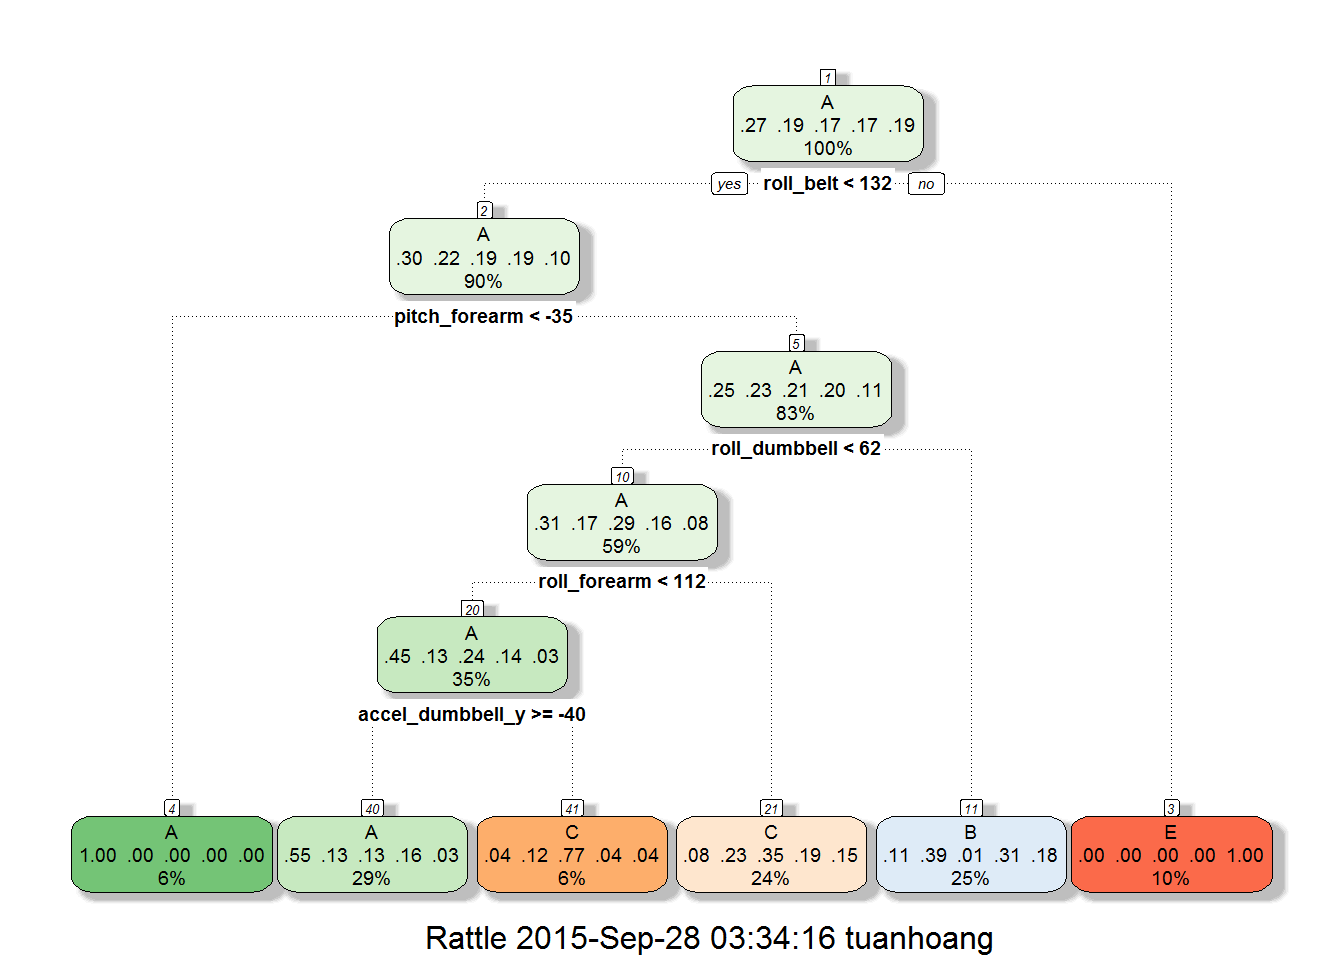 1
A
.27 .19 .17 .17 .19
100%
yes roll_belt < 132 no
2
A
.30 .22 .19 .19 .10
90%
pitch_forearm < -35
5
A
.25 .23 .21 .20 .11
83%
roll_dumbbell < 62
10
A
.31 .17 .29 .16 .08
59%
roll_forearm < 112
20
A
.45 .13 .24 .14 .03
35%
accel_dumbbell_y >= -40
4
A
1.00 .00 .00 .00 .00
6%
40
A
.55 .13 .13 .16 .03
29%
41
C
.04 .12 .77 .04 .04
6%
21
C
.08 .23 .35 .19 .15
24%
11
B
.11 .39 .01 .31 .18
25%
3
E
.00 .00 .00 .00 1.00
10%
Rattle 2015-Sep-28 03:34:16 tuanhoang